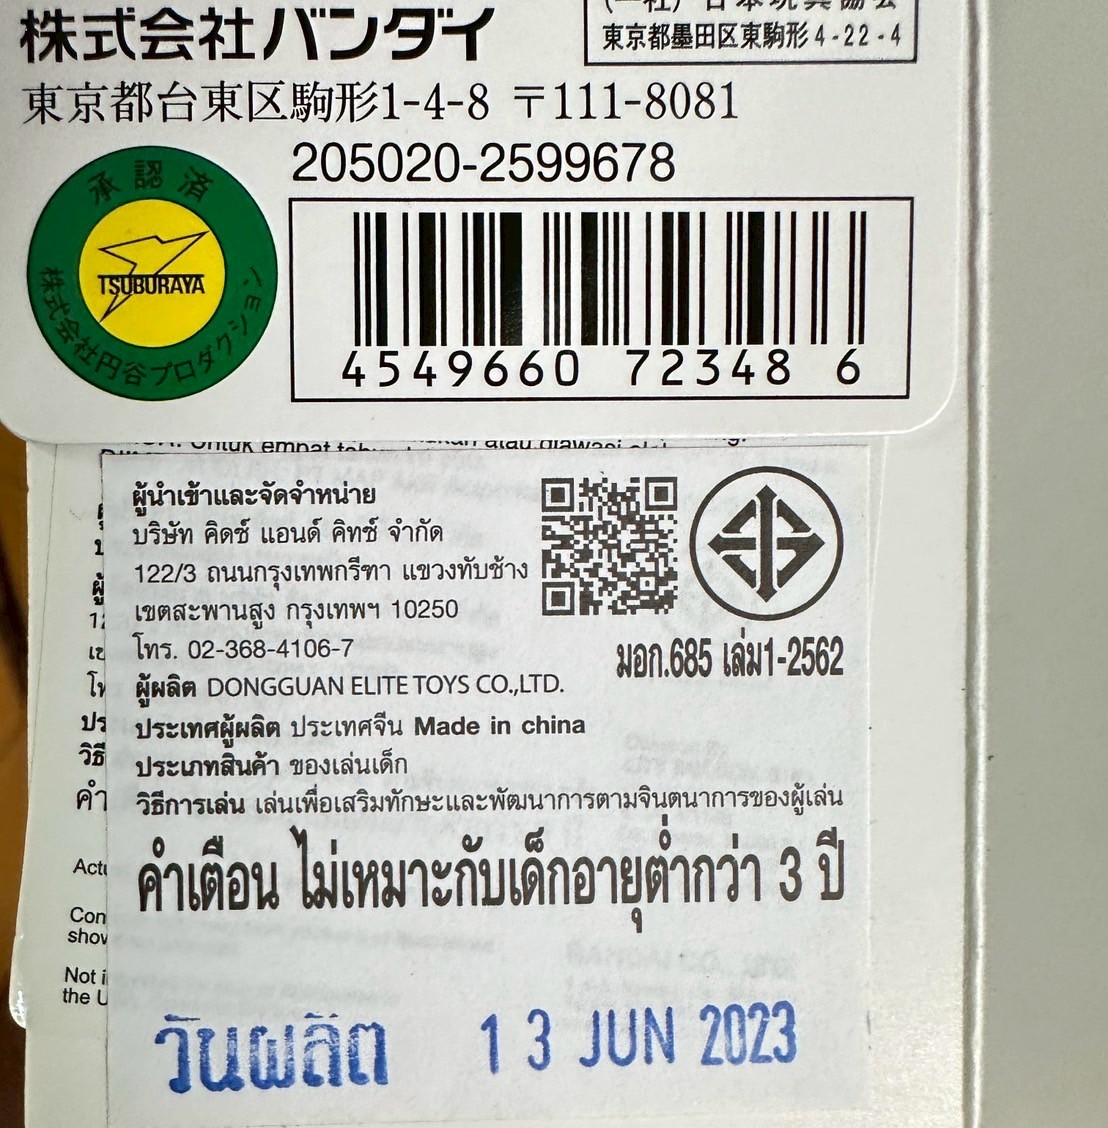 株式会社バンダイ
東京都墨田区東駒形4-22-4
東京都台東区駒形1-4-8 〒111-8081
205020-2599678
承認済
TSUBURAYA
株式会社円谷プロダクション
4549660 72348 6
ผู้นำเข้าและจัดจำหน่าย
บริษัท คิดซ์ แอนด์ คิทซ์ จำกัด
122/3 ถนนกรุงเทพกรีฑา แขวงทับช้าง
เขตสะพานสูง กรุงเทพฯ 10250
โทร. 02-368-4106-7
มอก.685 เล่ม1-2562
ผู้ผลิต DONGGUAN ELITE TOYS CO.,LTD.
ประเทศผู้ผลิต ประเทศจีน Made in china
ประเภทสินค้า ของเล่นเด็ก
วิธีการเล่น เล่นเพื่อเสริมทักษะและพัฒนาการตามจินตนาการของผู้เล่น
คำเตือน ไม่เหมาะกับเด็กอายุต่ำกว่า 3 ปี
Not
the
วันผลิต 13 JUN 2023